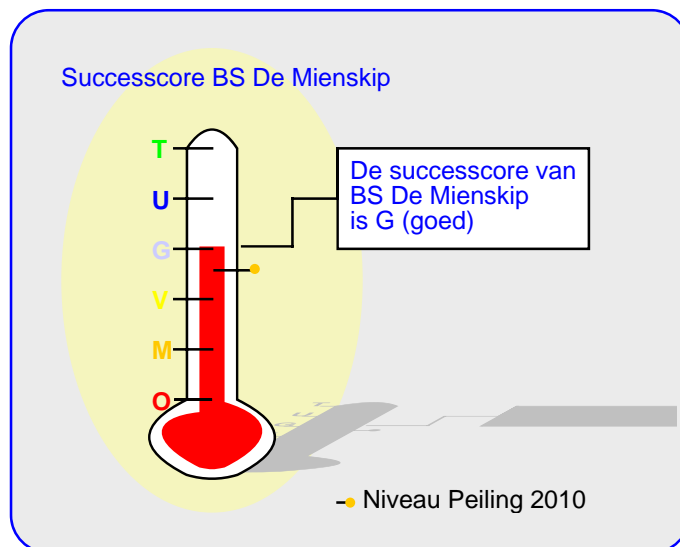 Successcore BS De Mienskip
T
U
G
V
M
O
De successcore van
BS De Mienskip
is G (goed)
Niveau Peiling 2010